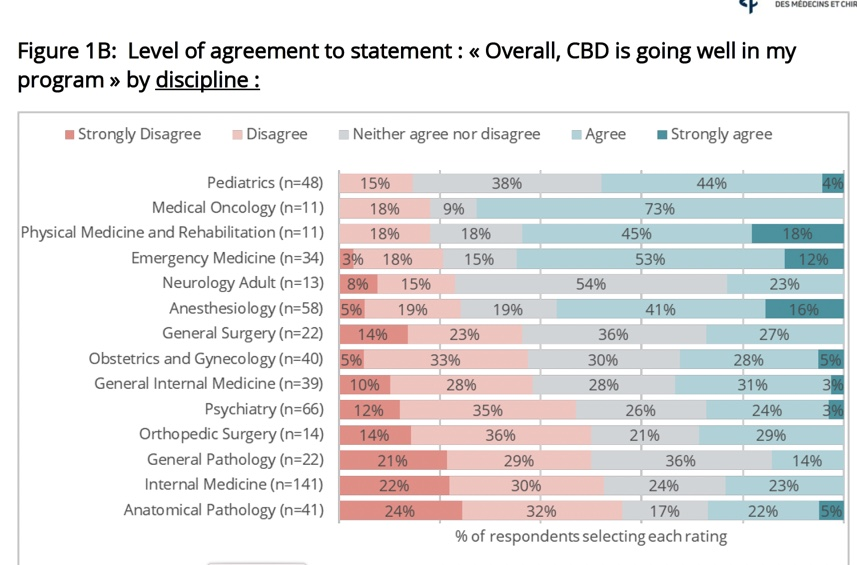 DES MÉDECINS ET CHIR
Figure 1B: Level of agreement to statement : « Overall, CBD is going well in my
program » by discipline :
Strongly Disagree Disagree Neither agree nor disagree Agree Strongly agree
Pediatrics (n=48) 15% 38% 44% 4%
Medical Oncology (n=11) 18% 9% 73%
Physical Medicine and Rehabilitation (n=11) 18% 18% 45% 18%
Emergency Medicine (n=34) 3% 18% 15% 53% 12%
Neurology Adult (n=13) 8% 15% 54% 23%
Anesthesiology (n=58) 5% 19% 19% 41% 16%
General Surgery (n=22) 14% 23% 36% 27%
Obstetrics and Gynecology (n=40) 5% 33% 30% 28% 5%
General Internal Medicine (n=39) 10% 28% 28% 31% 3%
Psychiatry (n=66) 12% 35% 26% 24% 3%
Orthopedic Surgery (n=14) 14% 36% 21% 29%
General Pathology (n=22) 21% 29% 36% 14%
Internal Medicine (n=141) 22% 30% 24% 23%
Anatomical Pathology (n=41) 24% 32% 17% 22% 5%
% of respondents selecting each rating